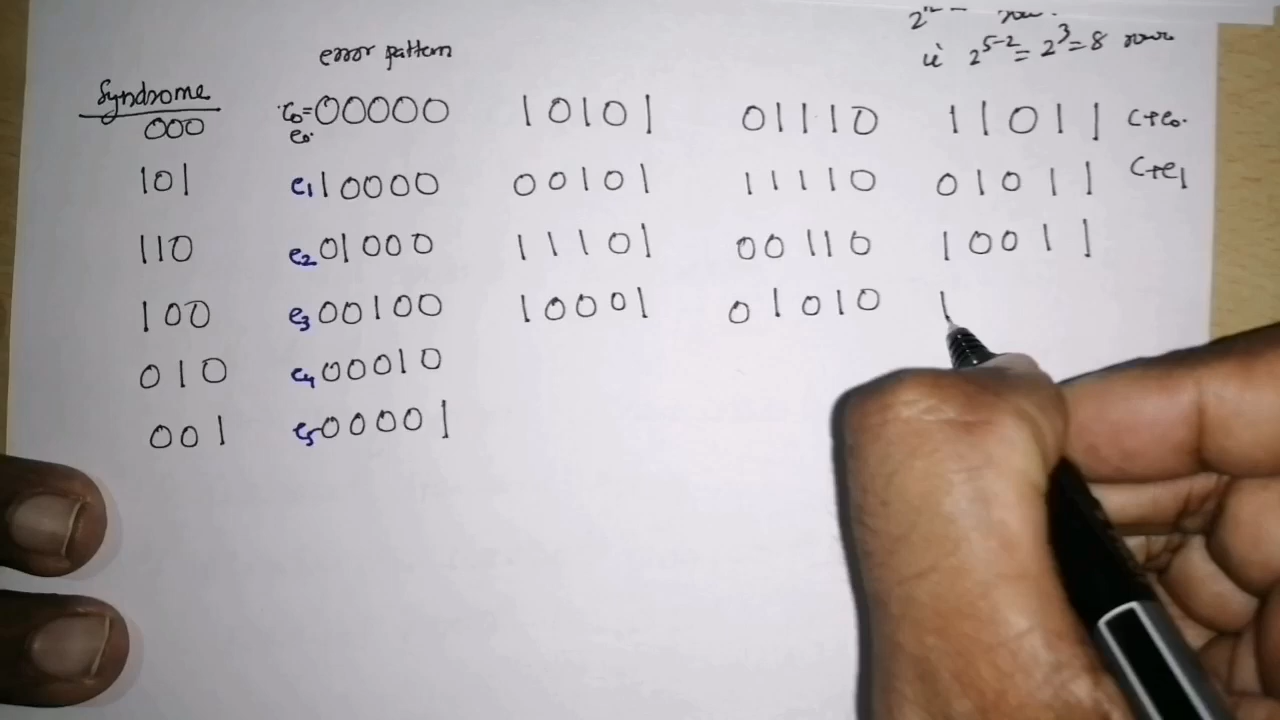 ie 2^5-2 = 2^3 = 8 rows
error pattern
Syndrome
000 e0. 00000 10101 01110 11011 C+e0.
101 e1 10000 00101 11110 01011 C+e1
110 e2 01000 11101 00110 10011
100 e3 00100 10001 01010 1
010 e4 00010
001 e5 00001